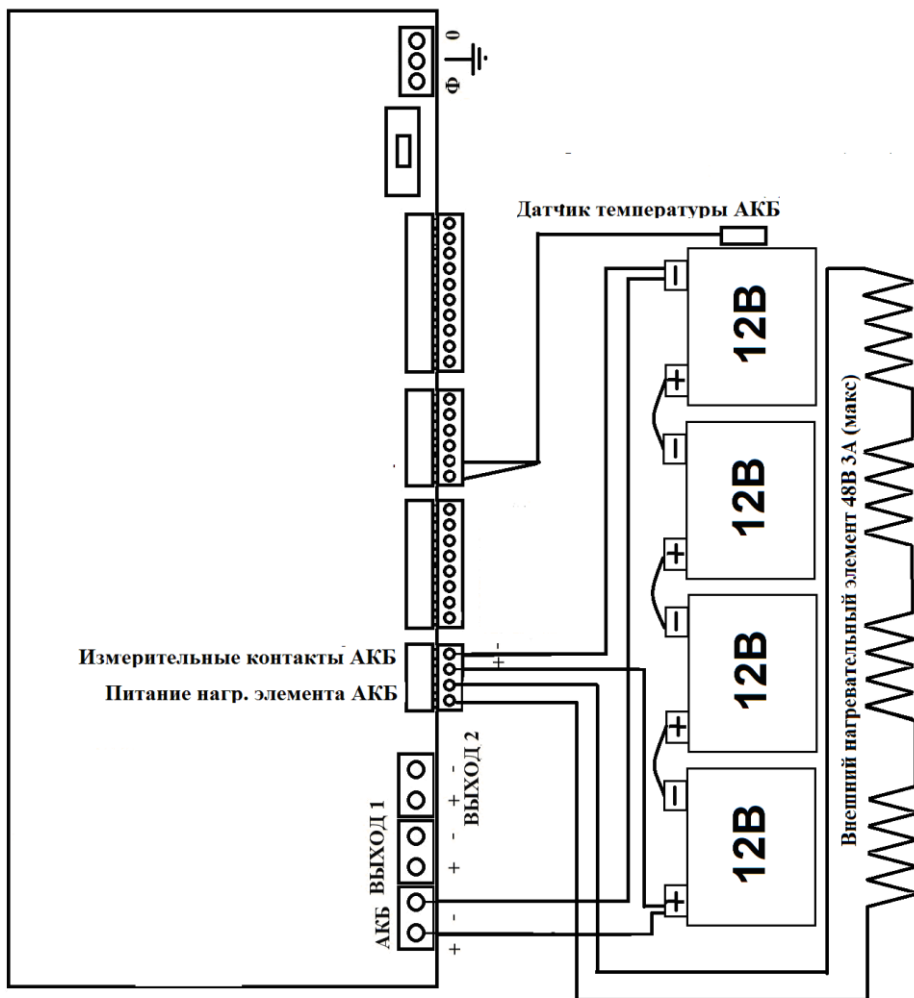 0
Ф
Датчик температуры АКБ
-
12В
+
-
12В
+
-
12В
+
-
12В
+
Внешний нагревательный элемент 48В 3А (макс)
Измерительные контакты АКБ
- +
Питание нагр. элемента АКБ
ВЫХОД 2
- +
ВЫХОД 1
- +
АКБ
- +